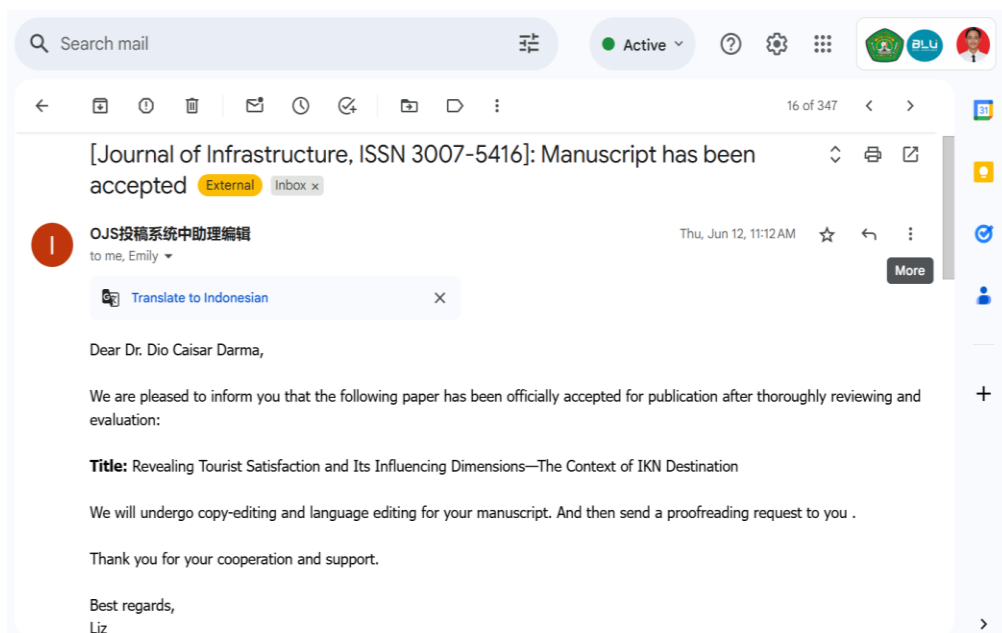 Search mail
Active
BLU
16 of 347
31
[Journal of Infrastructure, ISSN 3007-5416]: Manuscript has been
accepted External Inbox ×
I
OJS投稿系统中助理编辑
Thu, Jun 12, 11:12 AM
to me, Emily
More
Translate to Indonesian
Dear Dr. Dio Caisar Darma,
We are pleased to inform you that the following paper has been officially accepted for publication after thoroughly reviewing and
evaluation:
Title: Revealing Tourist Satisfaction and Its Influencing Dimensions—The Context of IKN Destination
We will undergo copy-editing and language editing for your manuscript. And then send a proofreading request to you .
Thank you for your cooperation and support.
Best regards,
Liz